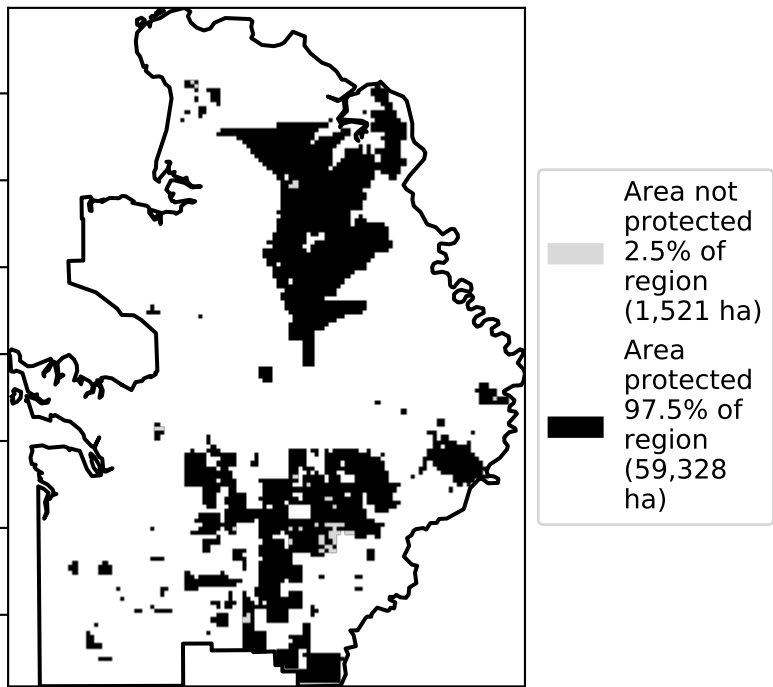 Area not
protected
2.5% of
region
(1,521 ha)
Area
protected
97.5% of
region
(59,328
ha)